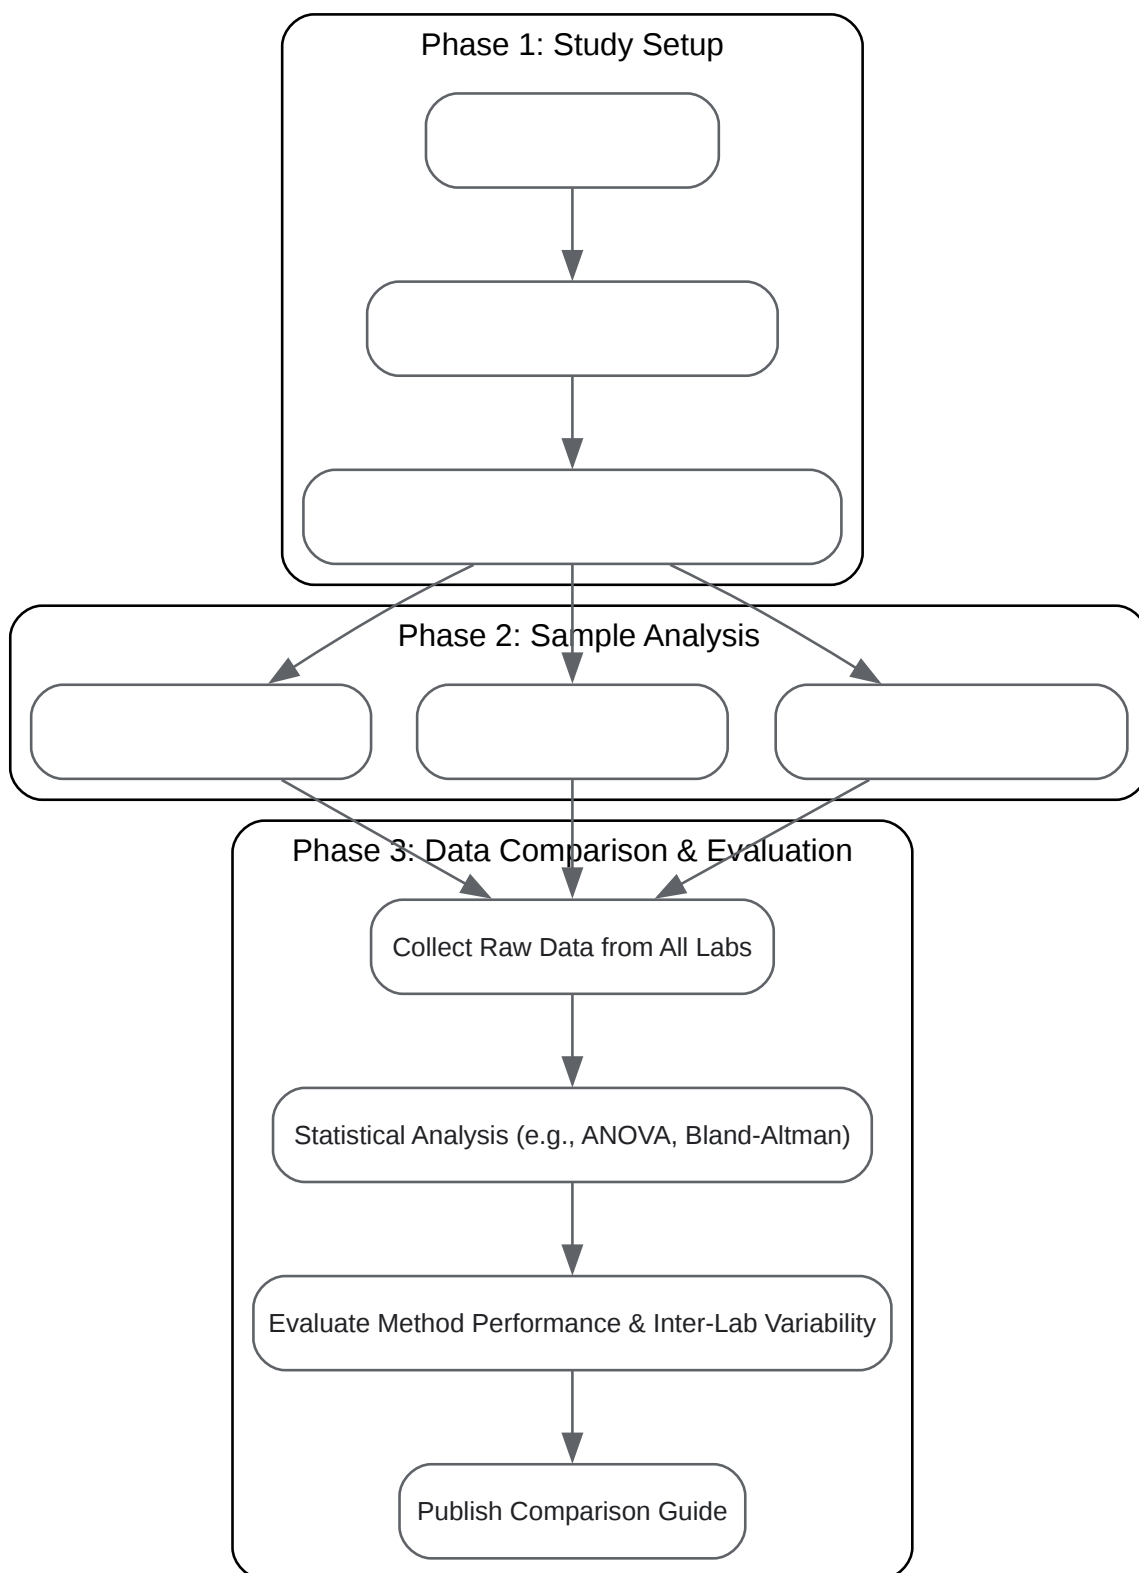 Phase 1: Study Setup
Phase 2: Sample Analysis
Phase 3: Data Comparison & Evaluation
Collect Raw Data from All Labs
Statistical Analysis (e.g., ANOVA, Bland-Altman)
Evaluate Method Performance & Inter-Lab Variability
Publish Comparison Guide